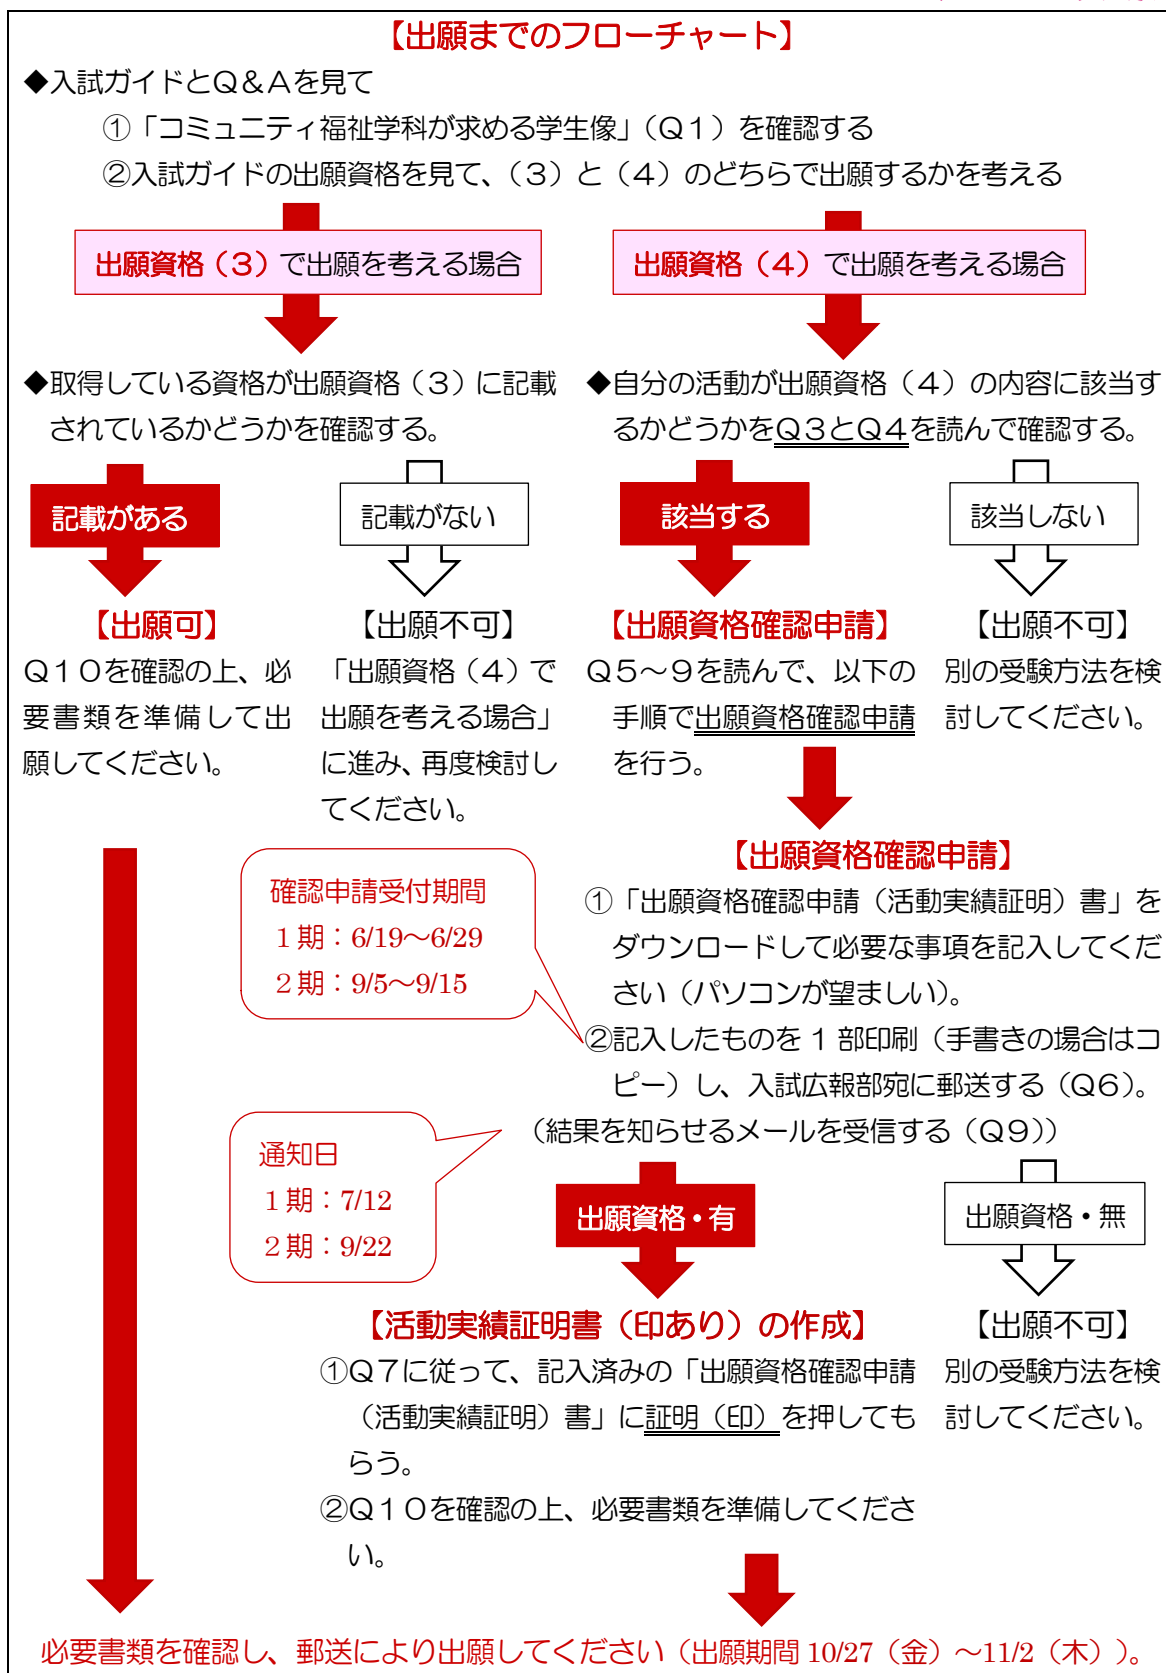 【出願までのフローチャート】
◆入試ガイドとQ&Aを見て
①「コミュニティ福祉学科が求める学生像」(Q1)を確認する
②入試ガイドの出願資格を見て、(3)と(4)のどちらで出願するかを考える
出願資格(3)で出願を考える場合
◆取得している資格が出願資格(3)に記載
されているかどうかを確認する。
記載がある
【出願可】
Q10を確認の上、必
要書類を準備して出
願してください。
記載がない
【出願不可】
「出願資格(4)で
出願を考える場合」
に進み、再度検討し
てください。
出願資格(4)で出願を考える場合
◆自分の活動が出願資格(4)の内容に該当す
るかどうかをQ3とQ4を読んで確認する。
該当する
【出願資格確認申請】
Q5~9を読んで、以下の
手順で出願資格確認申請
を行う。
該当しない
【出願不可】
別の受験方法を検
討してください。
【出願資格確認申請】
①「出願資格確認申請(活動実績証明)書」を
ダウンロードして必要な事項を記入してくだ
さい(パソコンが望ましい)。
②記入したものを1部印刷(手書きの場合はコ
ピー)し、入試広報部宛に郵送する(Q6)。
確認申請受付期間
1期:6/19~6/29
2期:9/5~9/15
(結果を知らせるメールを受信する(Q9))
通知日
1期:7/12
2期:9/22
出願資格・有
【活動実績証明書(印あり)の作成】
①Q7に従って、記入済みの「出願資格確認申請
(活動実績証明)書」に証明(印)を押しても
らう。
②Q10を確認の上、必要書類を準備してくださ
い。
出願資格・無
【出願不可】
別の受験方法を検
討してください。
必要書類を確認し、郵送により出願してください(出願期間 10/27(金)~11/2(木))。